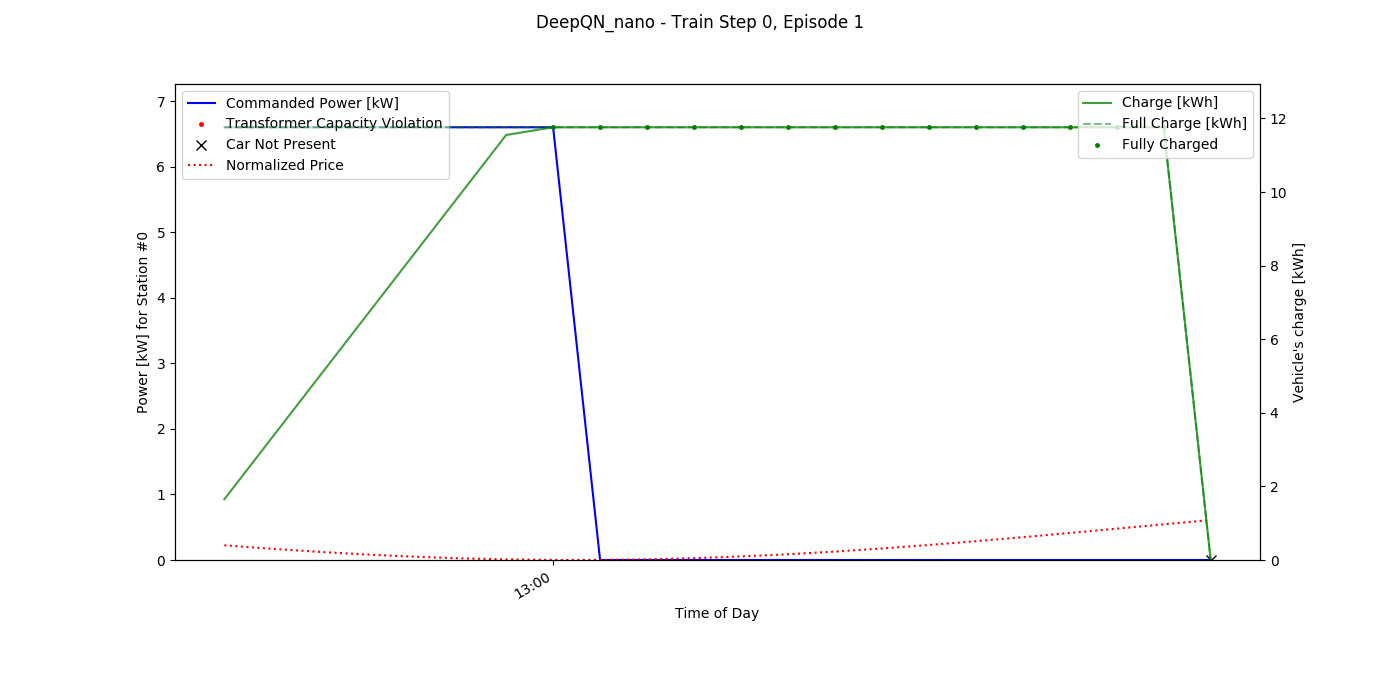 DeepQN_nano - Train Step 0, Episode 1
Commanded Power [kW]
Transformer Capacity Violation
Car Not Present
Normalized Price
Charge [kWh]
Full Charge [kWh]
Fully Charged
7
6
5
4
3
2
1
0
Power [kW] for Station #0
12
10
8
6
4
2
0
Vehicle's charge [kWh]
13:00
Time of Day